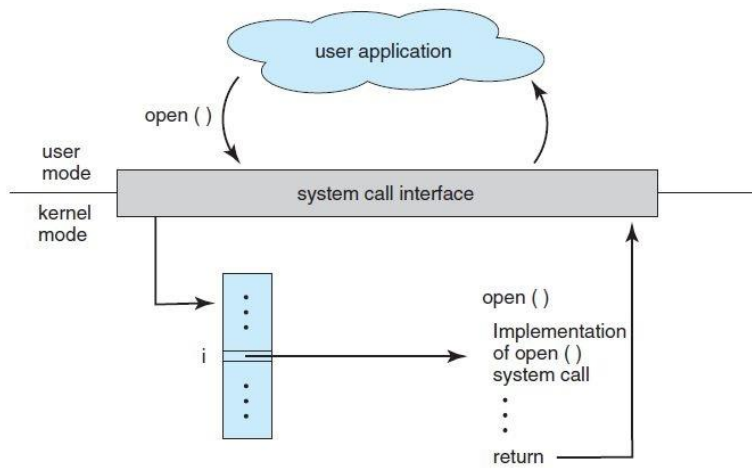 user application
open ( )
user
mode
system call interface
kernel
mode
open ( )
Implementation
of open ( )
system call
i
return